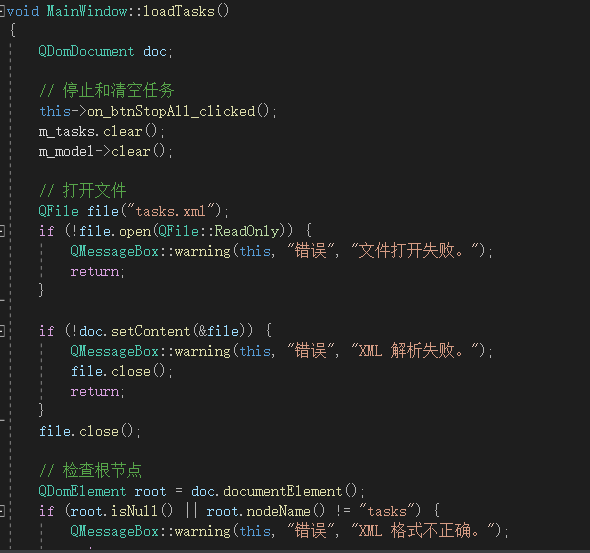 void MainWindow::loadTasks()
{
QDomDocument doc;
// 停止和清空任务
this->on_btnStopAll_clicked();
m_tasks.clear();
m_model->clear();
// 打开文件
QFile file("tasks.xml");
if (!file.open(QFile::ReadOnly)) {
QMessageBox::warning(this, "错误", "文件打开失败。");
return;
}
if (!doc.setContent(&file)) {
QMessageBox::warning(this, "错误", "XML 解析失败。");
file.close();
return;
}
file.close();
// 检查根节点
QDomElement root = doc.documentElement();
if (root.isNull() || root.nodeName() != "tasks") {
QMessageBox::warning(this, "错误", "XML 格式不正确。");